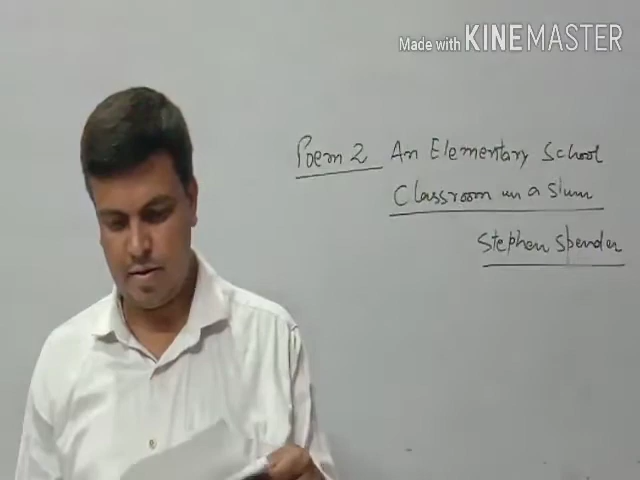 Made with KINEMASTER
Poem 2 An Elementary School
Classroom in a Slum
Stephen Spender